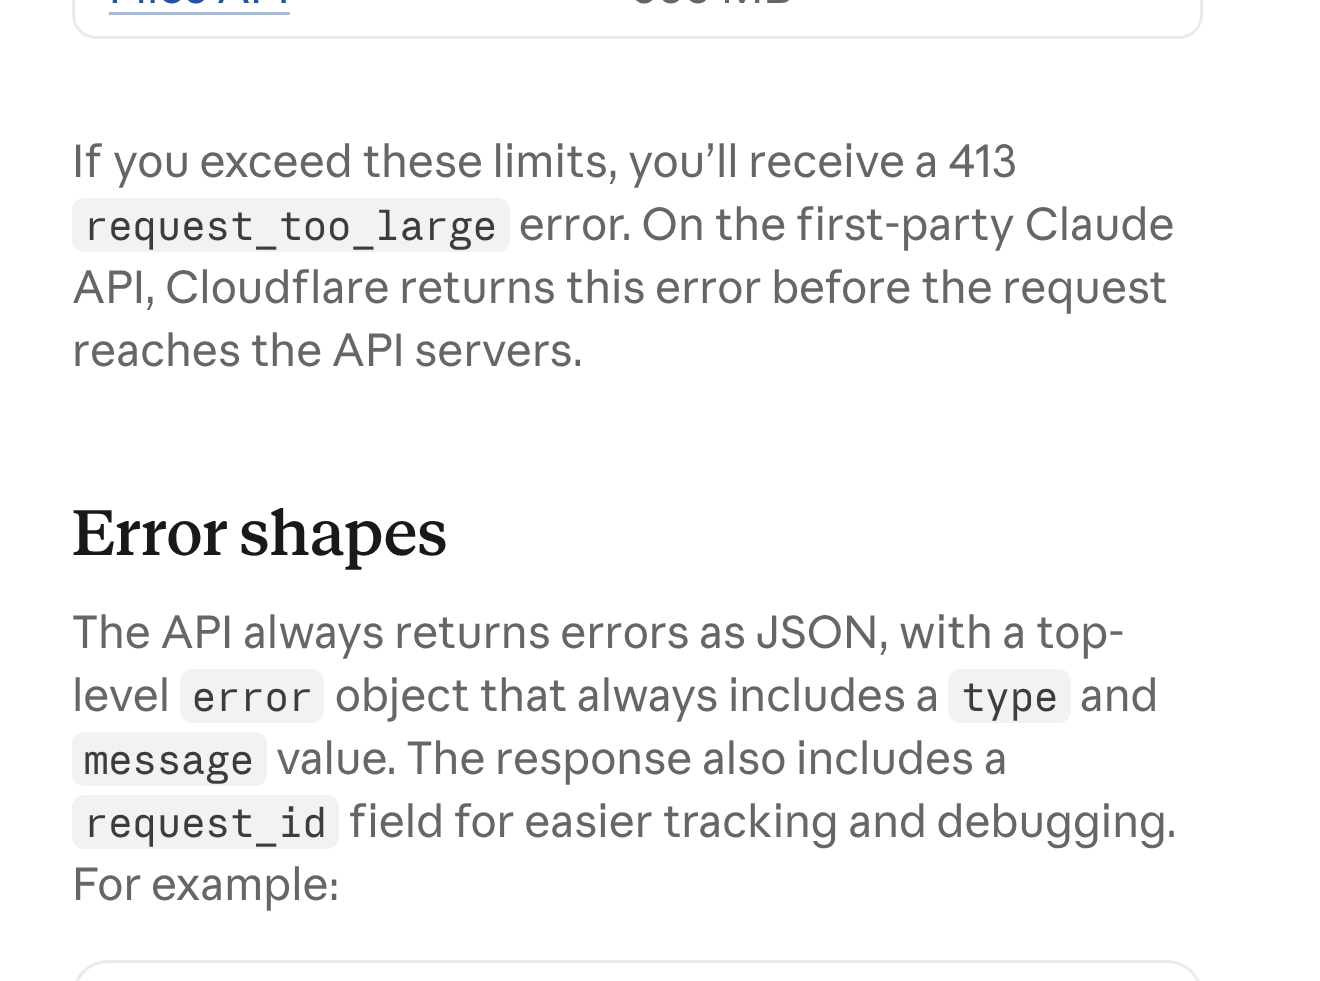 If you exceed these limits, you’ll receive a 413
request_too_large error. On the first-party Claude
API, Cloudflare returns this error before the request
reaches the API servers.
Error shapes
The API always returns errors as JSON, with a top-
level error object that always includes a type and
message value. The response also includes a
request_id field for easier tracking and debugging.
For example: